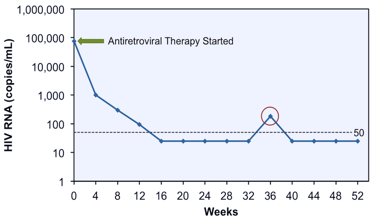 1,000,000
100,000
Antiretroviral Therapy Started
10,000
1,000
100
50
10
1
0 4 8 12 16 20 24 28 32 36 40 44 48 52
Weeks
HIV RNA (copies/mL)